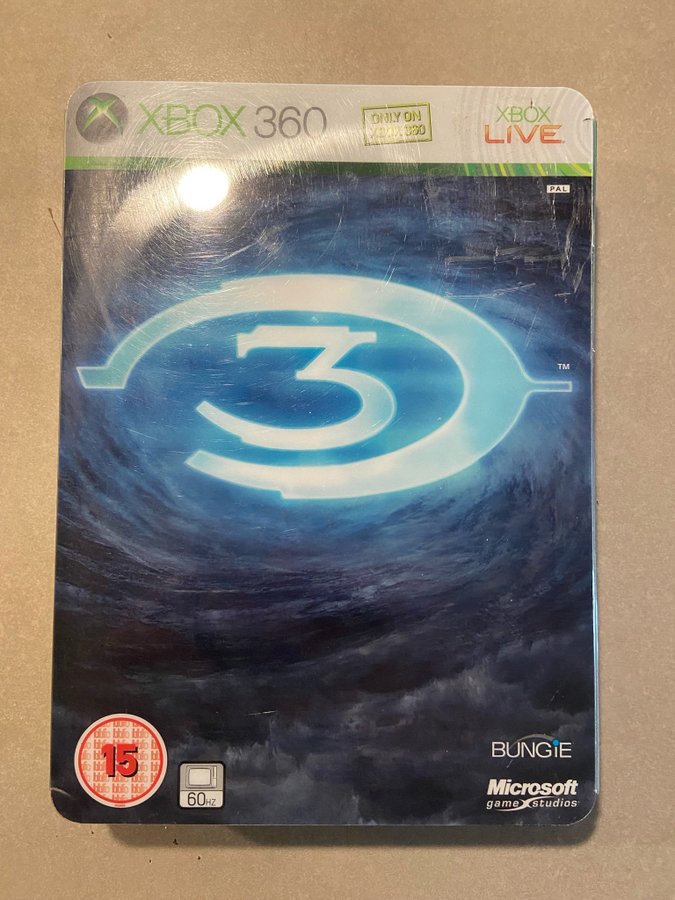 XBOX 360
ONLY ON
XBOX 360
XBOX
LIVE
PAL
3
TM
15
60HZ
BUNGiE
Microsoft
game studios